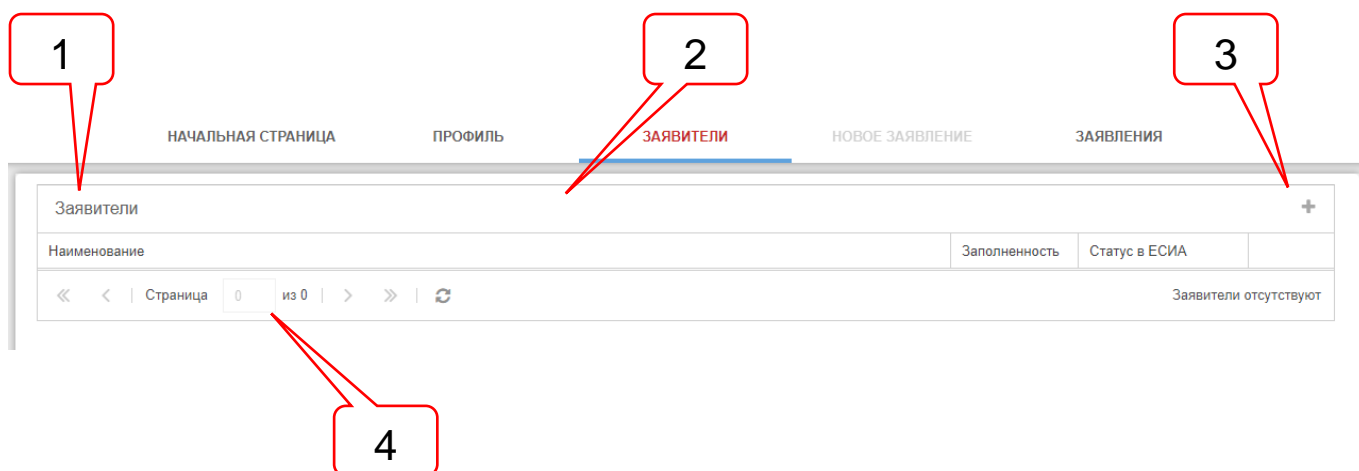 1 2 3
НАЧАЛЬНАЯ СТРАНИЦА ПРОФИЛЬ ЗАЯВИТЕЛИ НОВОЕ ЗАЯВЛЕНИЕ ЗАЯВЛЕНИЯ
Заявители
Наименование Заполненность Статус в ЕСИА
Страница 0 из 0 Заявители отсутствуют
4